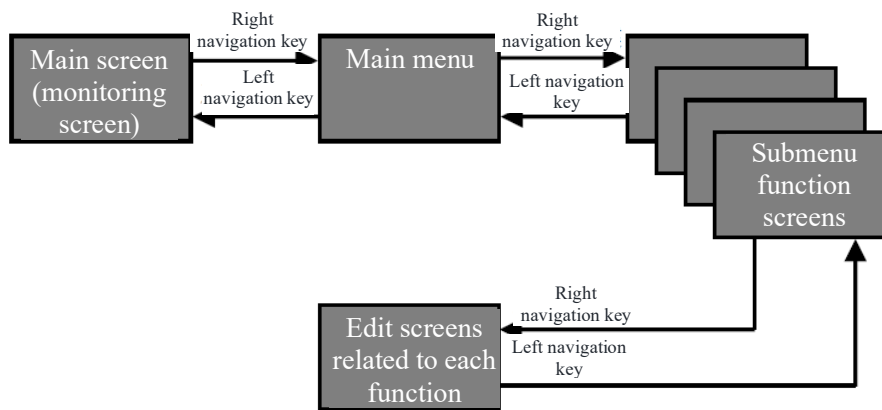 Right
navigation key
Main screen
(monitoring
screen)
Left
navigation key
Main menu
Right
navigation key
Left navigation
key
Submenu
function
screens
Right
navigation key
Left navigation
key
Edit screens
related to each
function